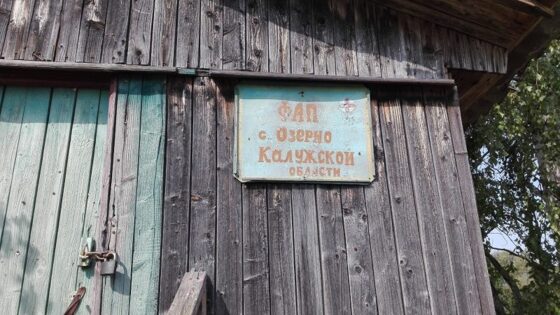 ФАП
с. Озерно
Калужской
области